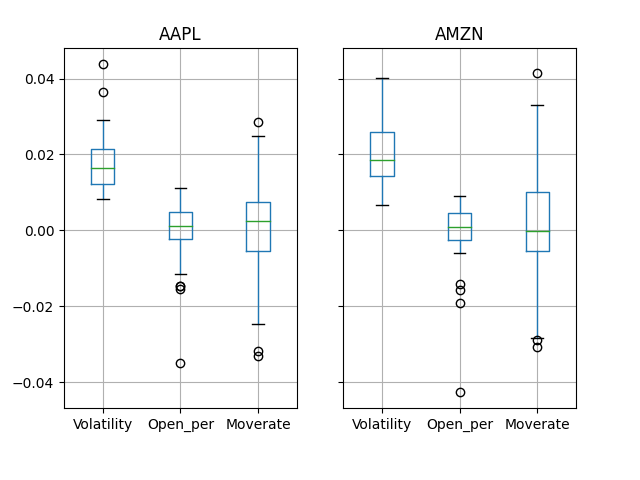 AAPL
AMZN
0.04
0.02
0.00
−0.02
−0.04
Volatility Open_per Moverate
Volatility Open_per Moverate